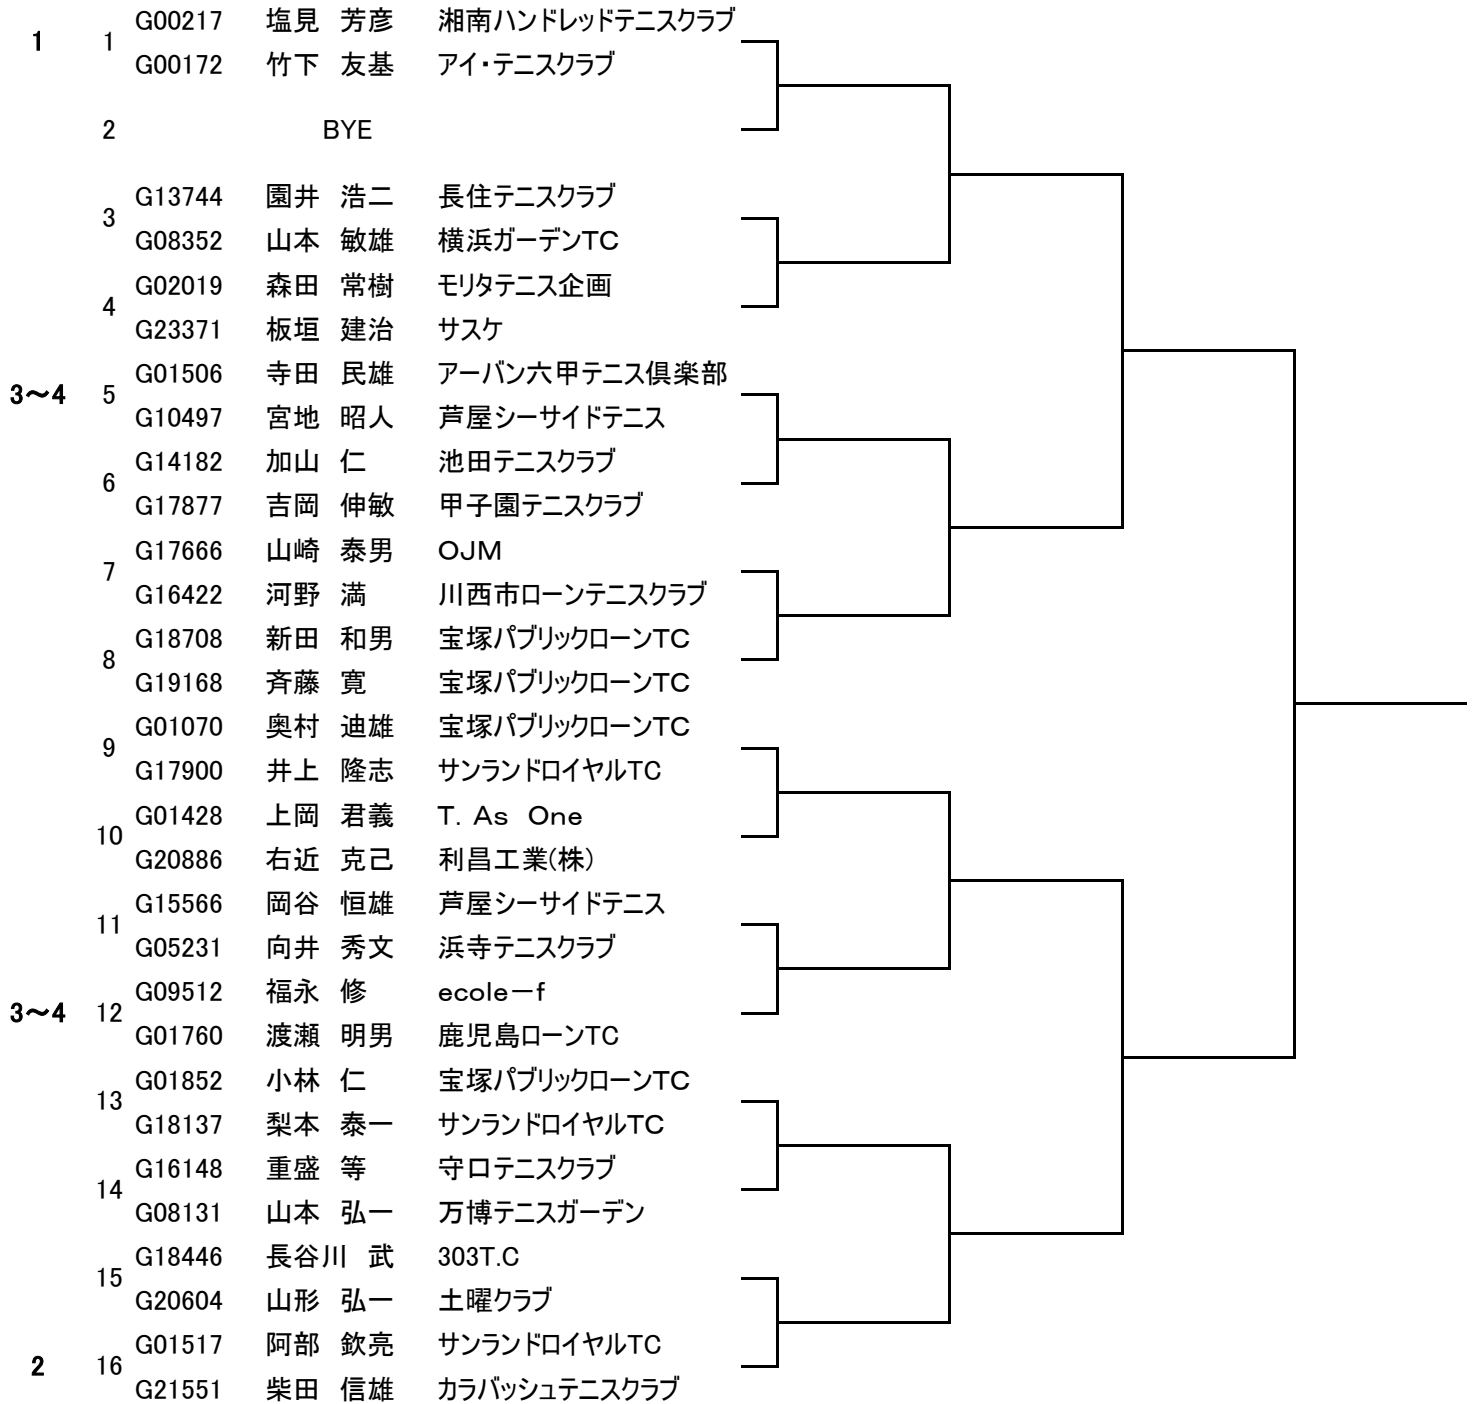 G00217 塩見 芳彦 湘南ハンドレッドテニスクラブ
1 1
G00172 竹下 友基 アイ・テニスクラブ
2 BYE
G13744 園井 浩二 長住テニスクラブ
3
G08352 山本 敏雄 横浜ガーデンTC
G02019 森田 常樹 モリタテニス企画
4
G23371 板垣 建治 サスケ
G01506 寺田 民雄 アーバン六甲テニス倶楽部
3～4 5
G10497 宮地 昭人 芦屋シーサイドテニス
G14182 加山 仁 池田テニスクラブ
6
G17877 吉岡 伸敏 甲子園テニスクラブ
G17666 山崎 泰男 OJM
7
G16422 河野 満 川西市ローンテニスクラブ
G18708 新田 和男 宝塚パブリックローンTC
8
G19168 斉藤 寛 宝塚パブリックローンTC
G01070 奥村 迪雄 宝塚パブリックローンTC
9
G17900 井上 隆志 サンランドロイヤルTC
G01428 上岡 君義 T. As One
10
G20886 右近 克己 利昌工業(株)
G15566 岡谷 恒雄 芦屋シーサイドテニス
11
G05231 向井 秀文 浜寺テニスクラブ
G09512 福永 修 ecole－f
3～4 12
G01760 渡瀬 明男 鹿児島ローンTC
G01852 小林 仁 宝塚パブリックローンTC
13
G18137 梨本 泰一 サンランドロイヤルTC
G16148 重盛 等 守口テニスクラブ
14
G08131 山本 弘一 万博テニスガーデン
G18446 長谷川 武 303T.C
15
G20604 山形 弘一 土曜クラブ
G01517 阿部 欽亮 サンランドロイヤルTC
2 16
G21551 柴田 信雄 カラバッシュテニスクラブ